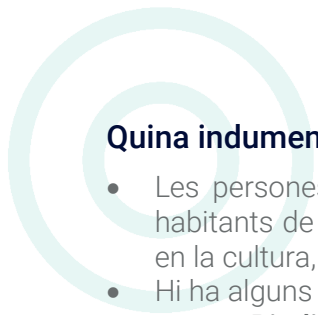 Quina indumen
• Les persones
habitants de
en la cultura,
• Hi ha alguns